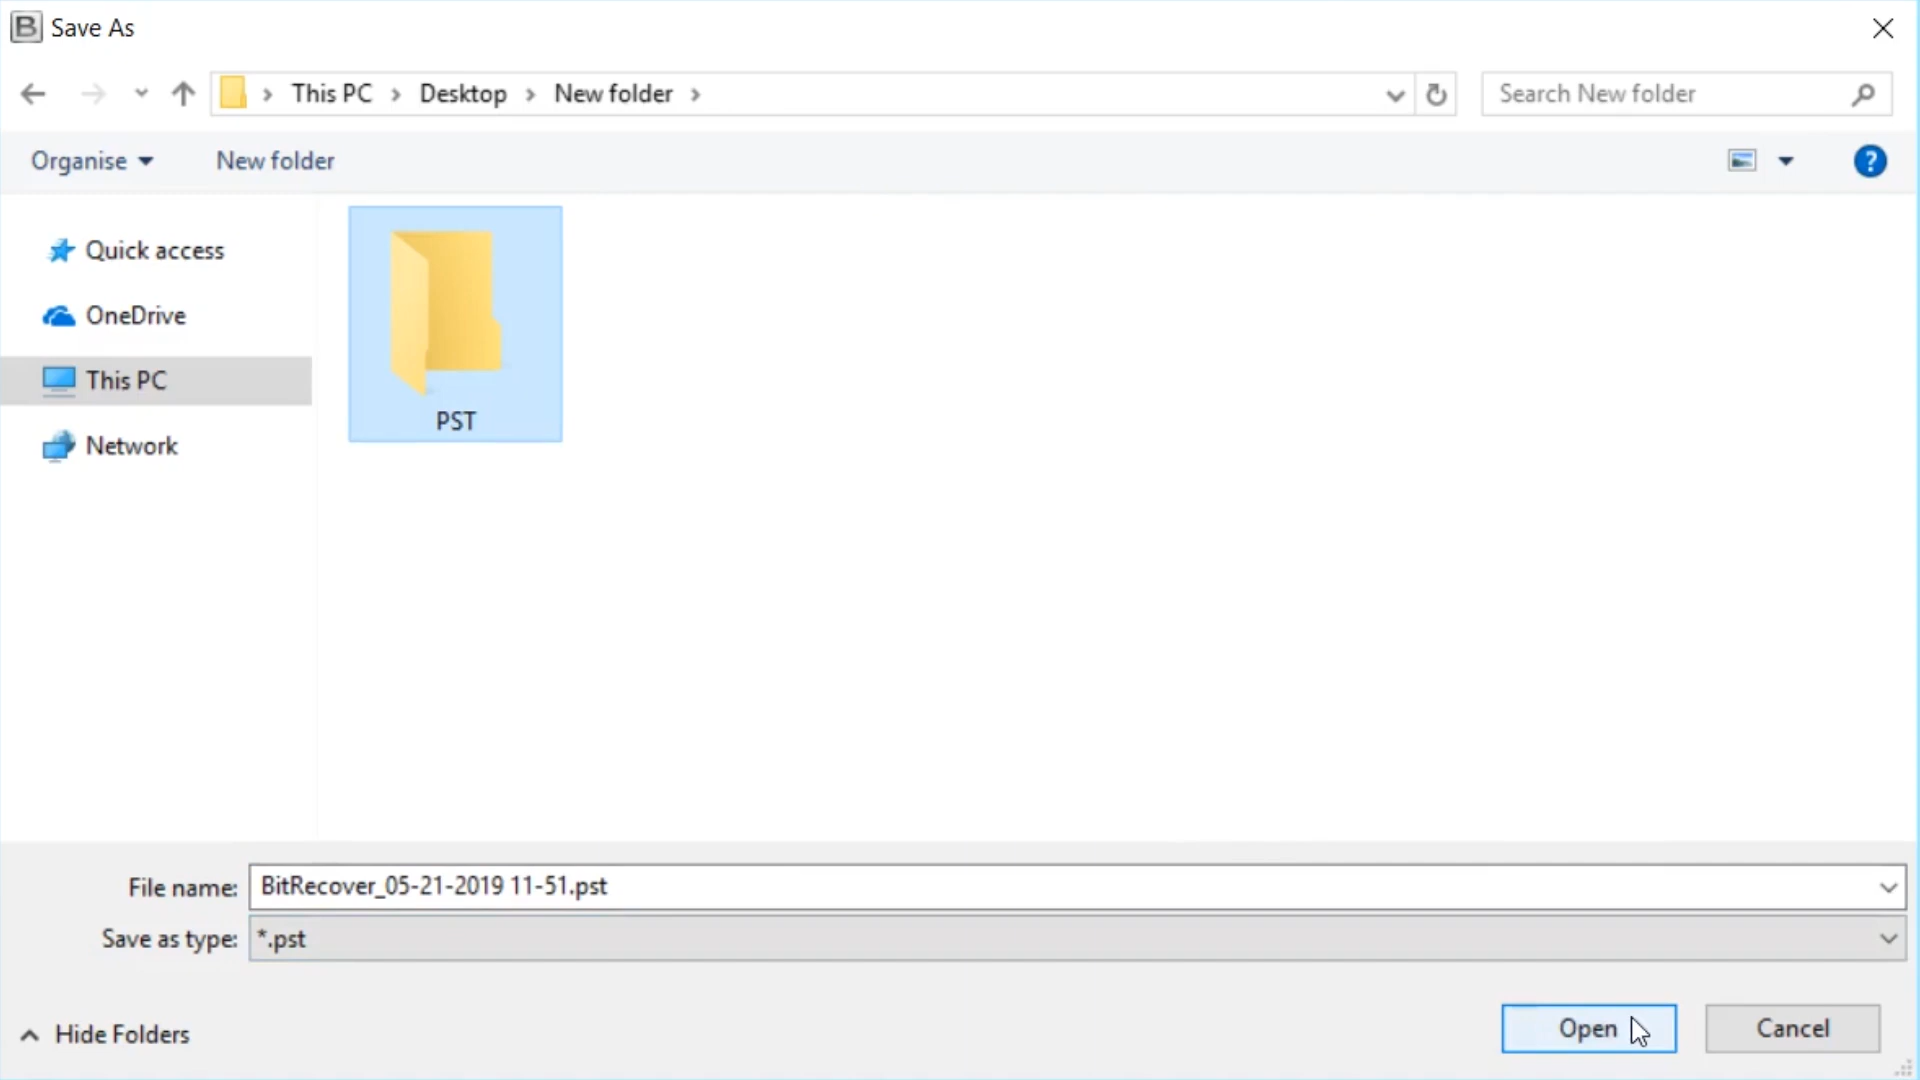 B Save As
This PC > Desktop > New folder >
Search New folder
Organise
New folder
?
Quick access
OneDrive
This PC
Network
PST
File name: BitRecover_05-21-2019 11-51.pst
Save as type: *.pst
Hide Folders
Open
Cancel